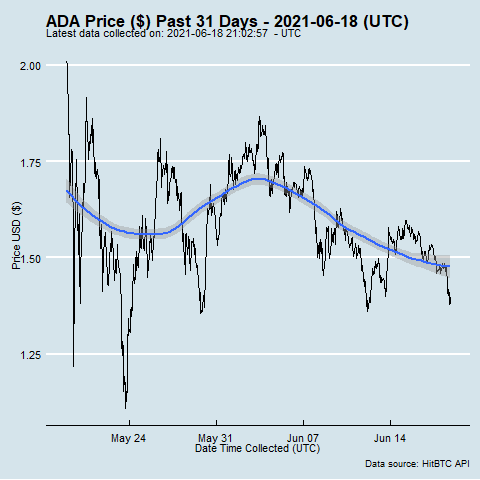 ADA Price ($) Past 31 Days - 2021-06-18 (UTC)
Latest data collected on: 2021-06-18 21:02:57 - UTC
2.00
1.75
1.50
1.25
Price USD ($)
May 24 May 31 Jun 07 Jun 14
Date Time Collected (UTC)
Data source: HitBTC API